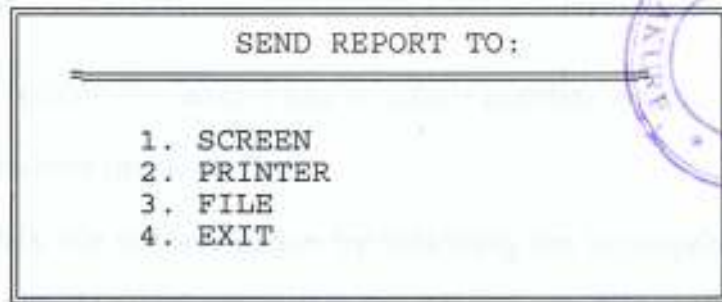 SEND REPORT TO:
1. SCREEN
2. PRINTER
3. FILE
4. EXIT